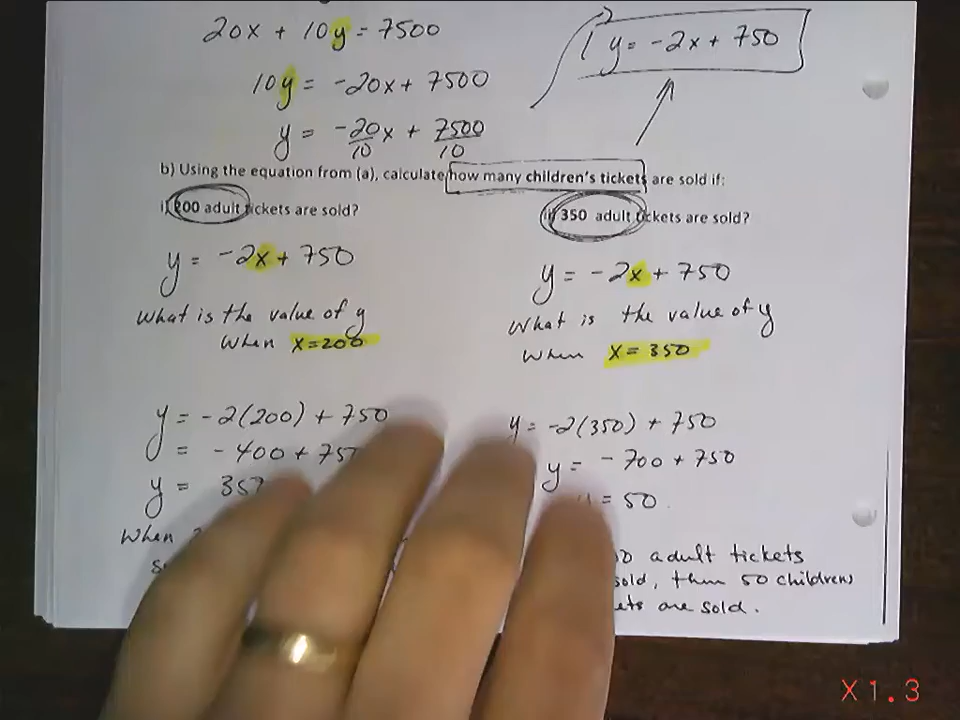 20x + 10y = 7500
y = -2x + 750
10y = -20x + 7500
y = -20/10 x + 7500/10
b) Using the equation from (a), calculate how many children's tickets are sold if:
i) 200 adult tickets are sold?
350 adult tickets are sold?
y = -2x + 750
y = -2x + 750
What is the value of y
when x=200
What is the value of y
when x = 350
y = -2(200) + 750
= -400 + 75
y = 35
y = -2(350) + 750
y = -700 + 750
= 50
When
adult tickets
sold, then 50 childrens
are sold.
X1.3